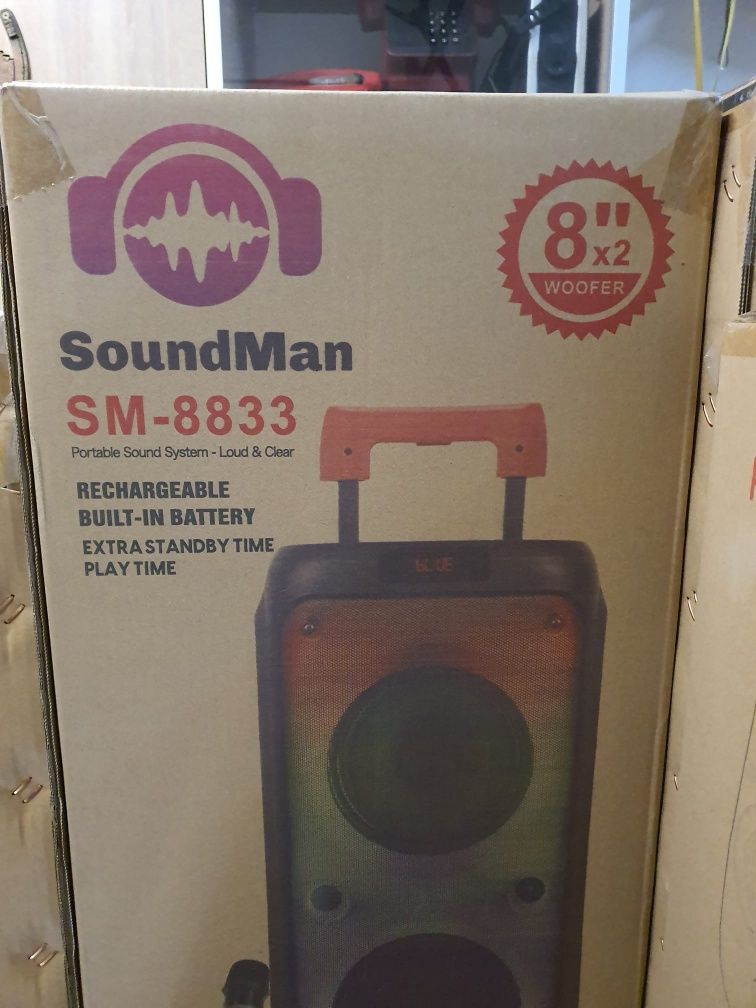 8"
x2
WOOFER
SoundMan
SM-8833
Portable Sound System - Loud & Clear
RECHARGEABLE
BUILT-IN BATTERY
EXTRA STANDBY TIME
PLAY TIME